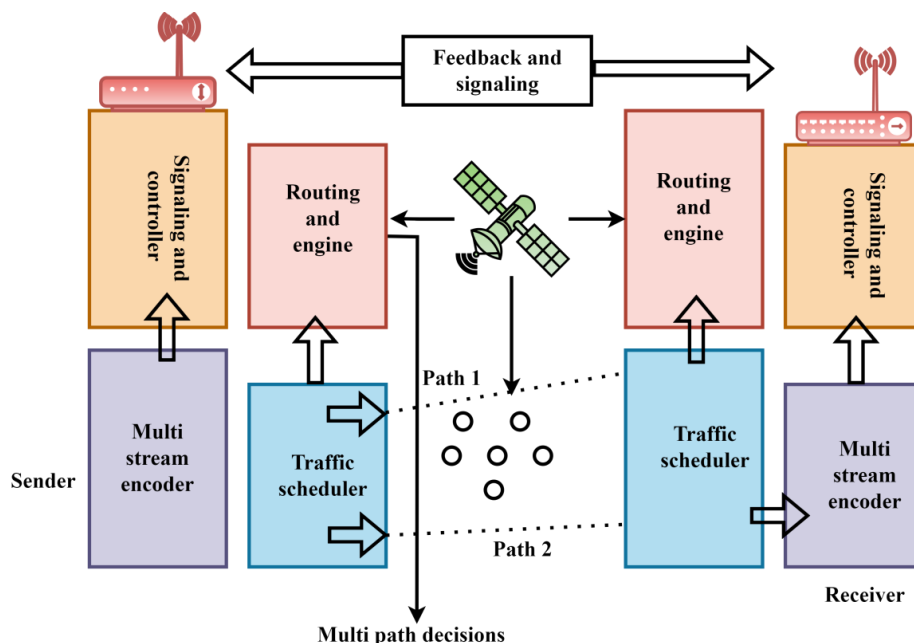 Feedback and
signaling
Signaling and
controller
Routing
and
engine
Routing
and
engine
Signaling and
controller
Path 1
Multi
stream
encoder
Traffic
scheduler
Traffic
scheduler
Multi
stream
encoder
Sender
Path 2
Receiver
Multi path decisions